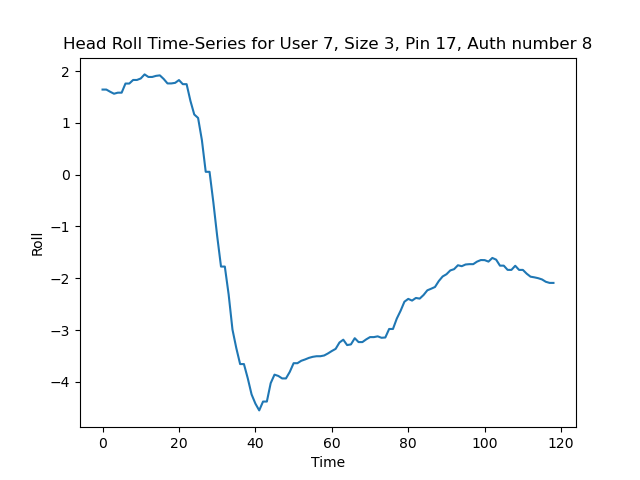 Head Roll Time-Series for User 7, Size 3, Pin 17, Auth number 8
2
1
0
−1
−2
−3
−4
Roll
0 20 40 60 80 100 120
Time